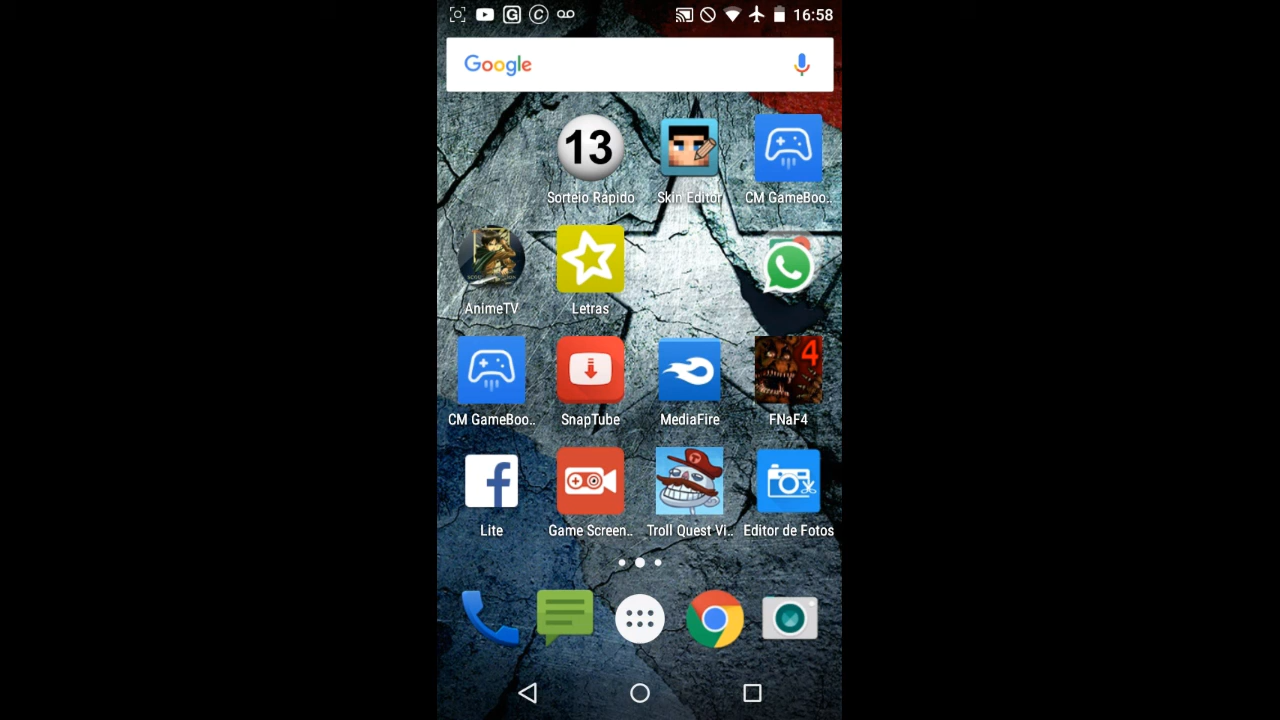 16:58
Google
13
Sorteio Rápido
Skin Editor
CM GameBoo..
AnimeTV
Letras
4
CM GameBoo..
SnapTube
MediaFire
FNaF4
Lite
Game Screen..
Troll Quest Vi..
Editor de Fotos